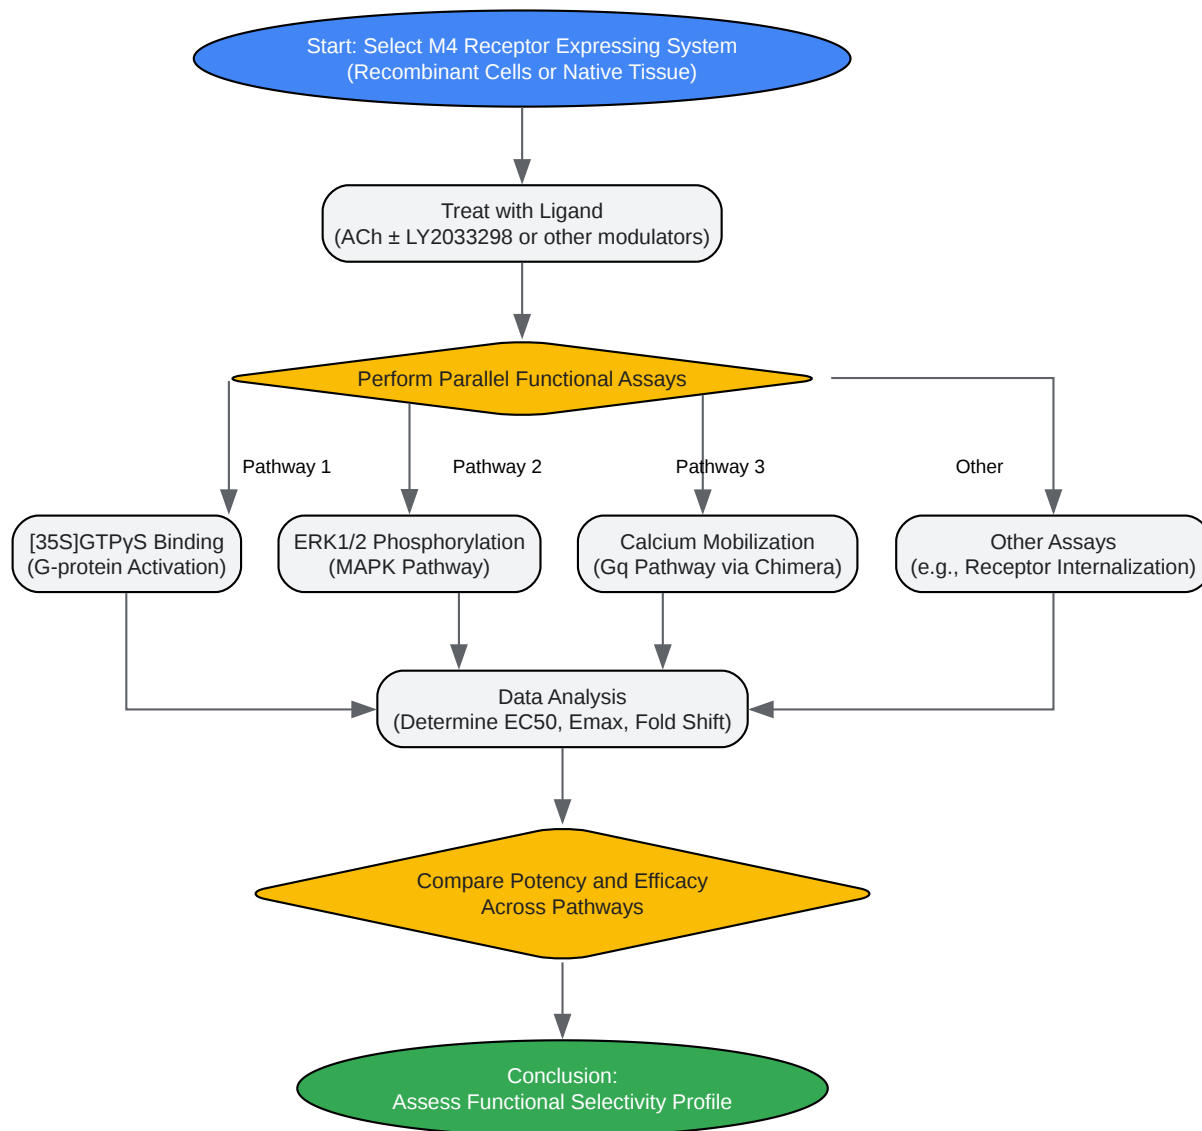 Start: Select M4 Receptor Expressing System
(Recombinant Cells or Native Tissue)
Treat with Ligand
(ACh ± LY2033298 or other modulators)
Perform Parallel Functional Assays
Pathway 1
Pathway 2
Pathway 3
Other
[35S]GTPγS Binding
(G-protein Activation)
ERK1/2 Phosphorylation
(MAPK Pathway)
Calcium Mobilization
(Gq Pathway via Chimera)
Other Assays
(e.g., Receptor Internalization)
Data Analysis
(Determine EC50, Emax, Fold Shift)
Compare Potency and Efficacy
Across Pathways
Conclusion:
Assess Functional Selectivity Profile